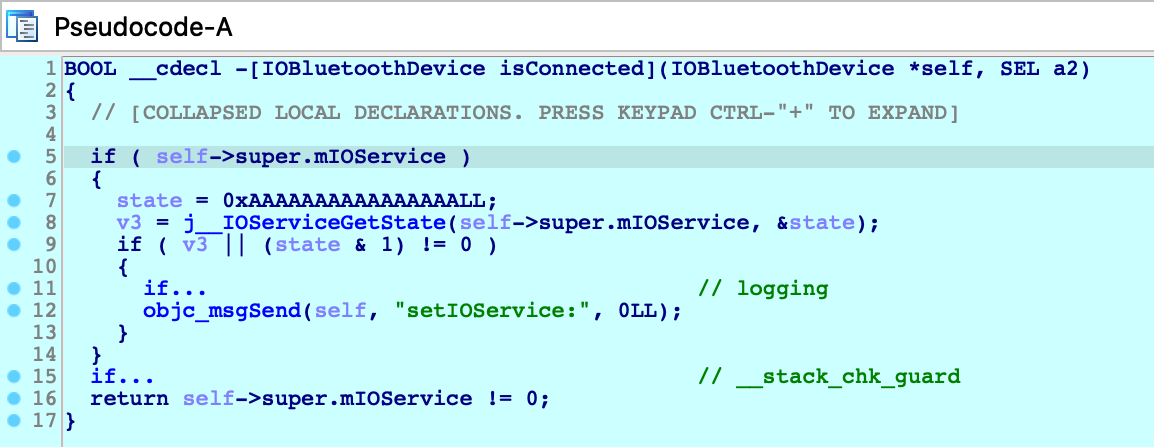 Pseudocode-A
1 BOOL __cdecl -[IOBluetoothDevice isConnected](IOBluetoothDevice *self, SEL a2)
2 {
3 // [COLLAPSED LOCAL DECLARATIONS. PRESS KEYPAD CTRL-"+" TO EXPAND]
4
5 if ( self->super.mIOService )
6 {
7 state = 0xAAAAAAAAAAAAAAAALL;
8 v3 = j__IOServiceGetState(self->super.mIOService, &state);
9 if ( v3 || (state & 1) != 0 )
10 {
11 if... // logging
12 objc_msgSend(self, "setIOService:", 0LL);
13 }
14 }
15 if... // __stack_chk_guard
16 return self->super.mIOService != 0;
17 }